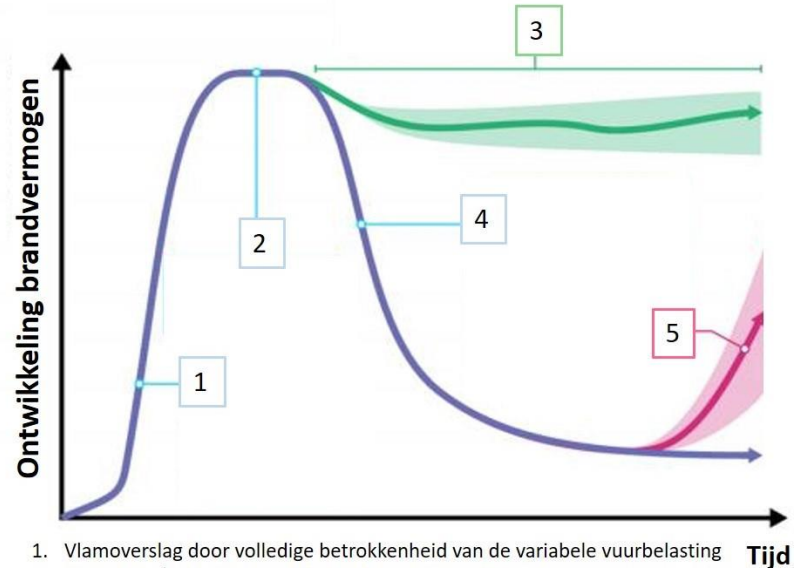 3
Ontwikkeling brandvermogen
2
4
5
1
1. Vlamoverslag door volledige betrokkenheid van de variabele vuurbelasting
Tijd